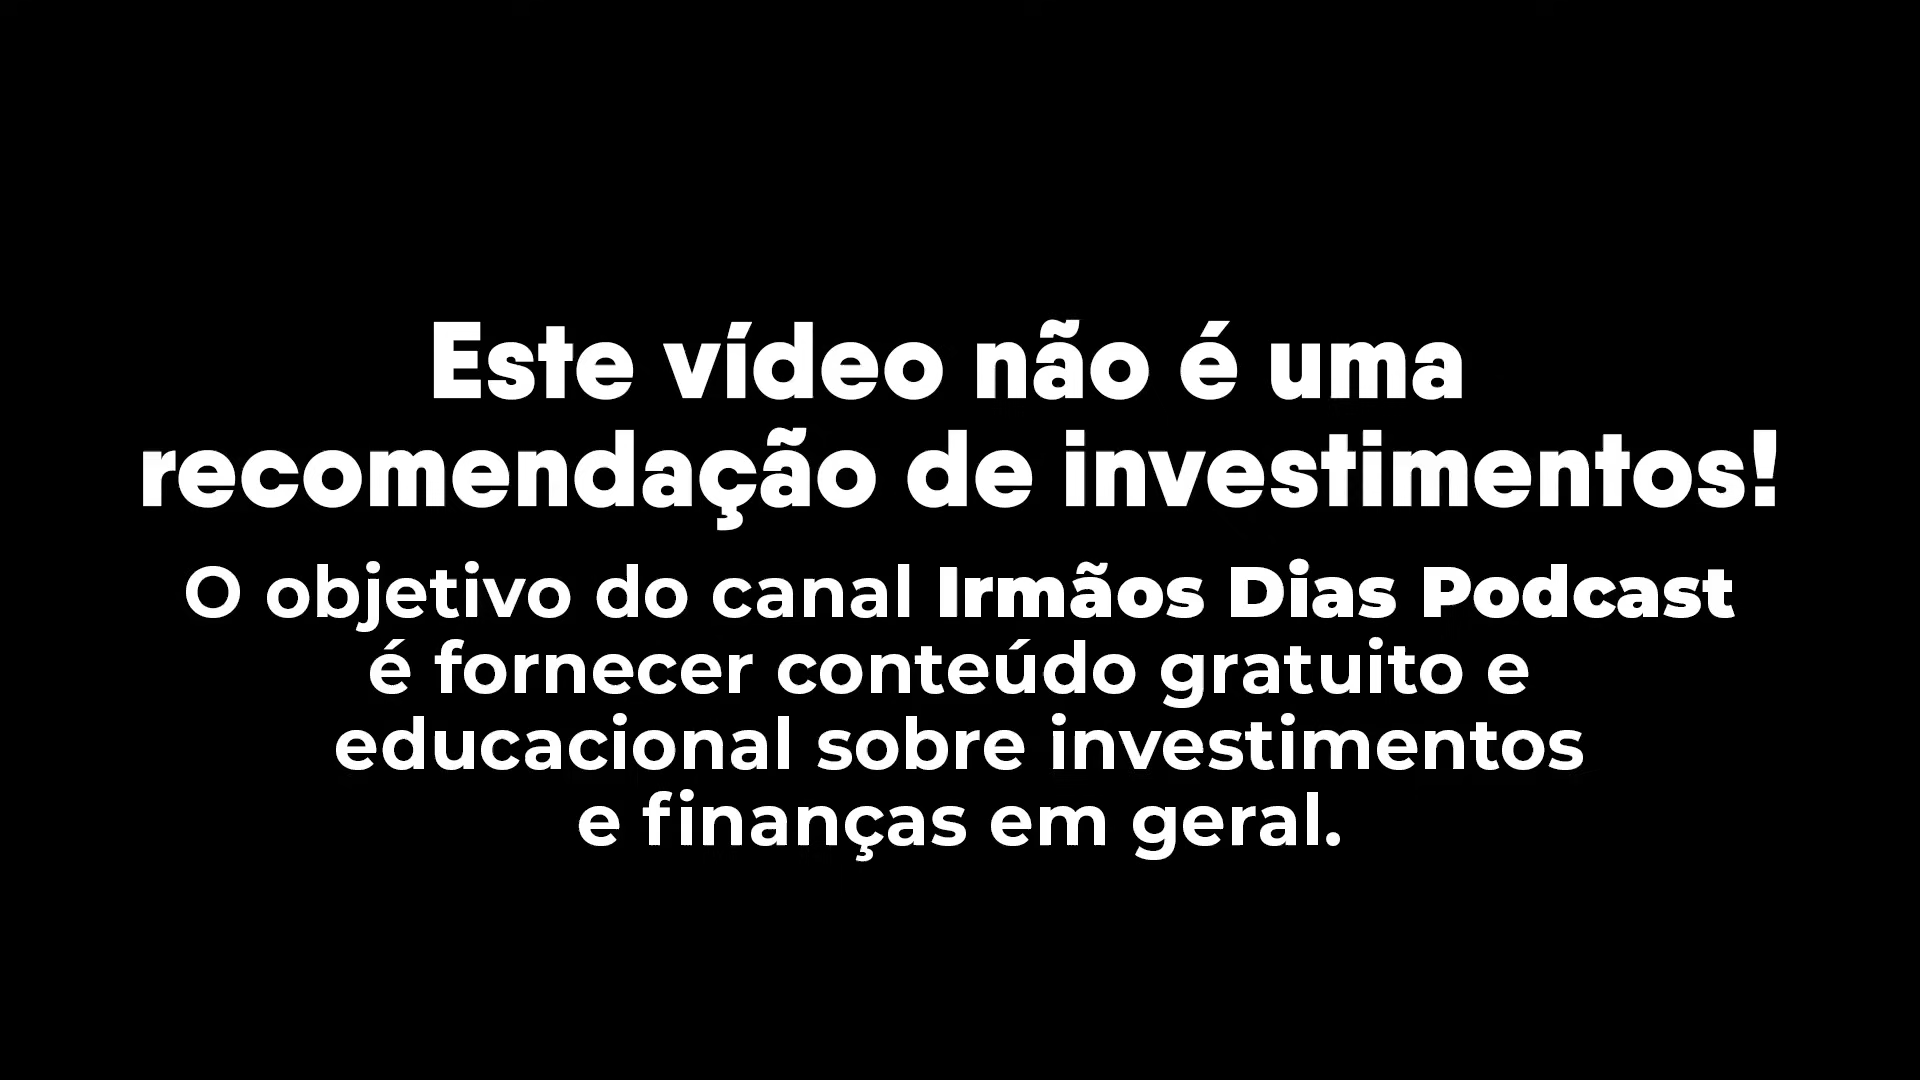 Este vídeo não é uma
recomendação de investimentos!
O objetivo do canal Irmãos Dias Podcast
é fornecer conteúdo gratuito e
educacional sobre investimentos
e finanças em geral.